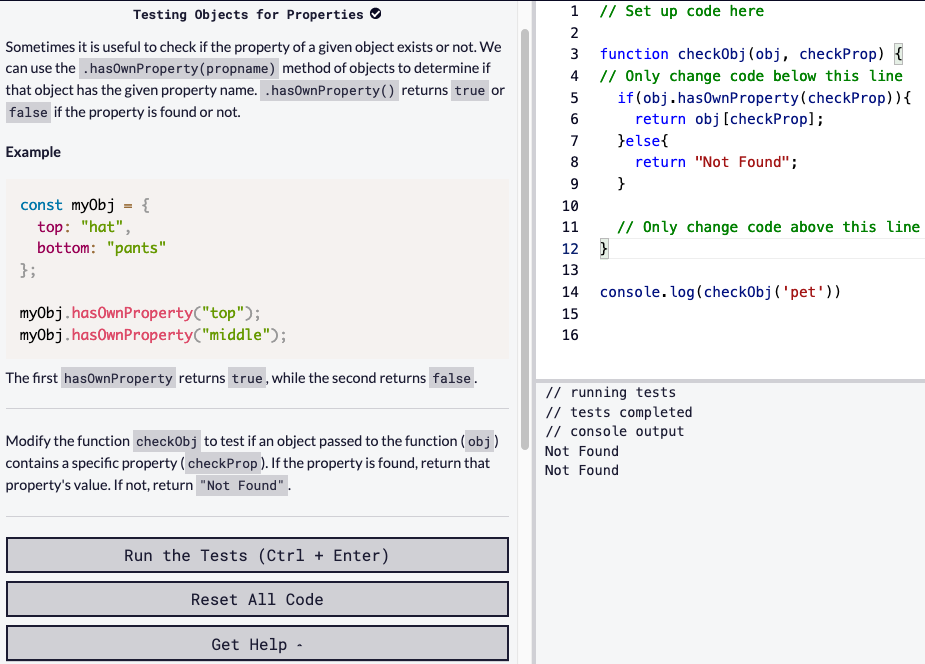 Testing Objects for Properties
Sometimes it is useful to check if the property of a given object exists or not. We
can use the .hasOwnProperty(propname) method of objects to determine if
that object has the given property name. .hasOwnProperty() returns true or
false if the property is found or not.
Example
const myObj = {
  top: "hat",
  bottom: "pants"
};
myObj.hasOwnProperty("top");
myObj.hasOwnProperty("middle");
The first hasOwnProperty returns true, while the second returns false.
Modify the function checkObj to test if an object passed to the function (obj)
contains a specific property (checkProp). If the property is found, return that
property's value. If not, return "Not Found".
Run the Tests (Ctrl + Enter)
Reset All Code
Get Help -
1 // Set up code here
2
3 function checkObj(obj, checkProp) {
4 // Only change code below this line
5   if(obj.hasOwnProperty(checkProp)){
6     return obj[checkProp];
7   }else{
8     return "Not Found";
9   }
10
11   // Only change code above this line
12 }
13
14 console.log(checkObj('pet'))
15
16
// running tests
// tests completed
// console output
Not Found
Not Found